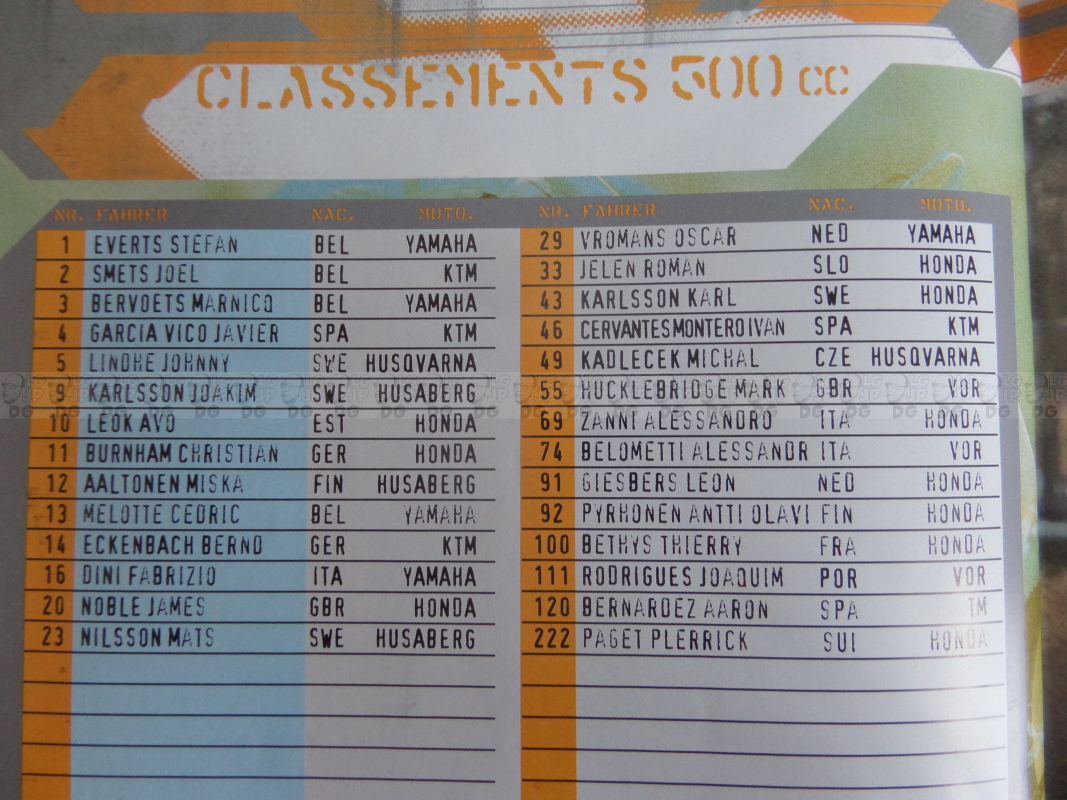 CLASSEMENTS 500 cc
NR. FAHRER NAC. MOTO.
1 EVERTS STEFAN BEL YAMAHA
2 SMETS JOEL BEL KTM
3 BERVOETS MARNICQ BEL YAMAHA
4 GARCIA VICO JAVIER SPA KTM
5 LINDHE JOHNNY SWE HUSQVARNA
9 KARLSSON JOAKIM SWE HUSABERG
10 LEOK AVO EST HONDA
11 BURNHAM CHRISTIAN GER HONDA
12 AALTONEN MISKA FIN HUSABERG
13 MELOTTE CEDRIC BEL YAMAHA
14 ECKENBACH BERND GER KTM
16 DINI FABRIZIO ITA YAMAHA
20 NOBLE JAMES GBR HONDA
23 NILSSON MATS SWE HUSABERG
NR. FAHRER NAC. MOTO.
29 VROMANS OSCAR NED YAMAHA
33 JELEN ROMAN SLO HONDA
43 KARLSSON KARL SWE HONDA
46 CERVANTES MONTERO IVAN SPA KTM
49 KADLECEK MICHAL CZE HUSQVARNA
55 HUCKLEBRIDGE MARK GBR VOR
69 ZANNI ALESSANDRO ITA HONDA
74 BELOMETTI ALESSANDR ITA VOR
91 GIESBERS LEON NED HONDA
92 PYRHONEN ANTTI OLAVI FIN HONDA
100 BETHYS THIERRY FRA HONDA
111 RODRIGUES JOAQUIM POR VOR
120 BERNARDEZ AARON SPA TM
222 PAGET PLERRICK SUI HONDA